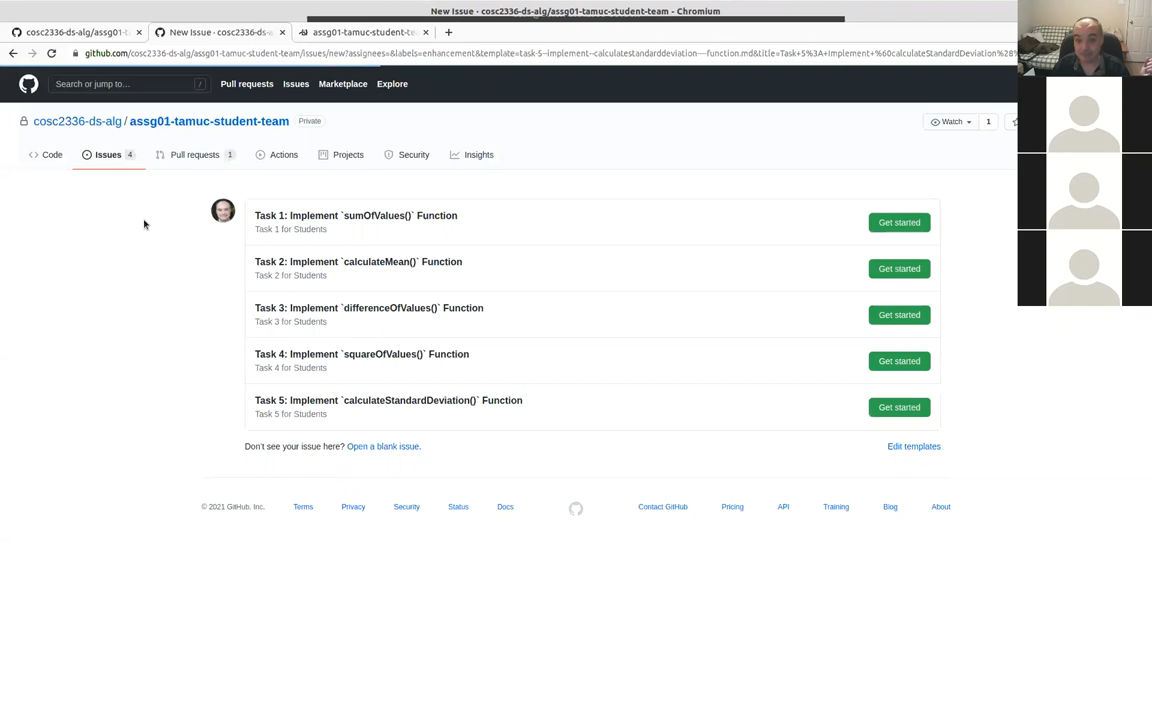 New Issue · cosc2336-ds-alg/assg01-tamuc-student-team - Chromium
cosc2336-ds-alg/assg01-t
New Issue · cosc2336-ds-a
assg01-tamuc-student-te
github.com/cosc2336-ds-alg/assg01-tamuc-student-team/issues/new?assignees=&labels=enhancement&template=task-5--implement--calculatestandarddeviation---function.md&title=Task+5%3A+Implement+%60calculateStandardDeviation%28%
Search or jump to... /
Pull requests Issues Marketplace Explore
cosc2336-ds-alg / assg01-tamuc-student-team Private
Watch 1
Code Issues 4 Pull requests 1 Actions Projects Security Insights
Task 1: Implement `sumOfValues()` Function
Task 1 for Students
Get started
Task 2: Implement `calculateMean()` Function
Task 2 for Students
Get started
Task 3: Implement `differenceOfValues()` Function
Task 3 for Students
Get started
Task 4: Implement `squareOfValues()` Function
Task 4 for Students
Get started
Task 5: Implement `calculateStandardDeviation()` Function
Task 5 for Students
Get started
Don't see your issue here? Open a blank issue.
Edit templates
© 2021 GitHub, Inc. Terms Privacy Security Status Docs Contact GitHub Pricing API Training Blog About